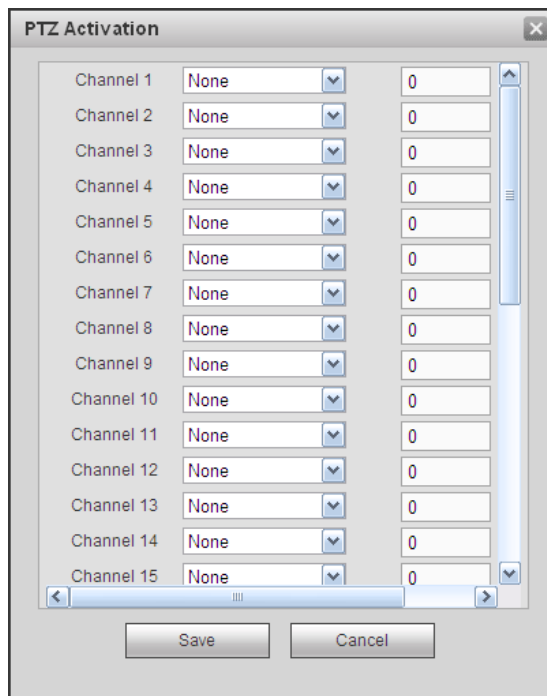 PTZ Activation
Channel 1 None 0
Channel 2 None 0
Channel 3 None 0
Channel 4 None 0
Channel 5 None 0
Channel 6 None 0
Channel 7 None 0
Channel 8 None 0
Channel 9 None 0
Channel 10 None 0
Channel 11 None 0
Channel 12 None 0
Channel 13 None 0
Channel 14 None 0
Channel 15 None 0
Save Cancel